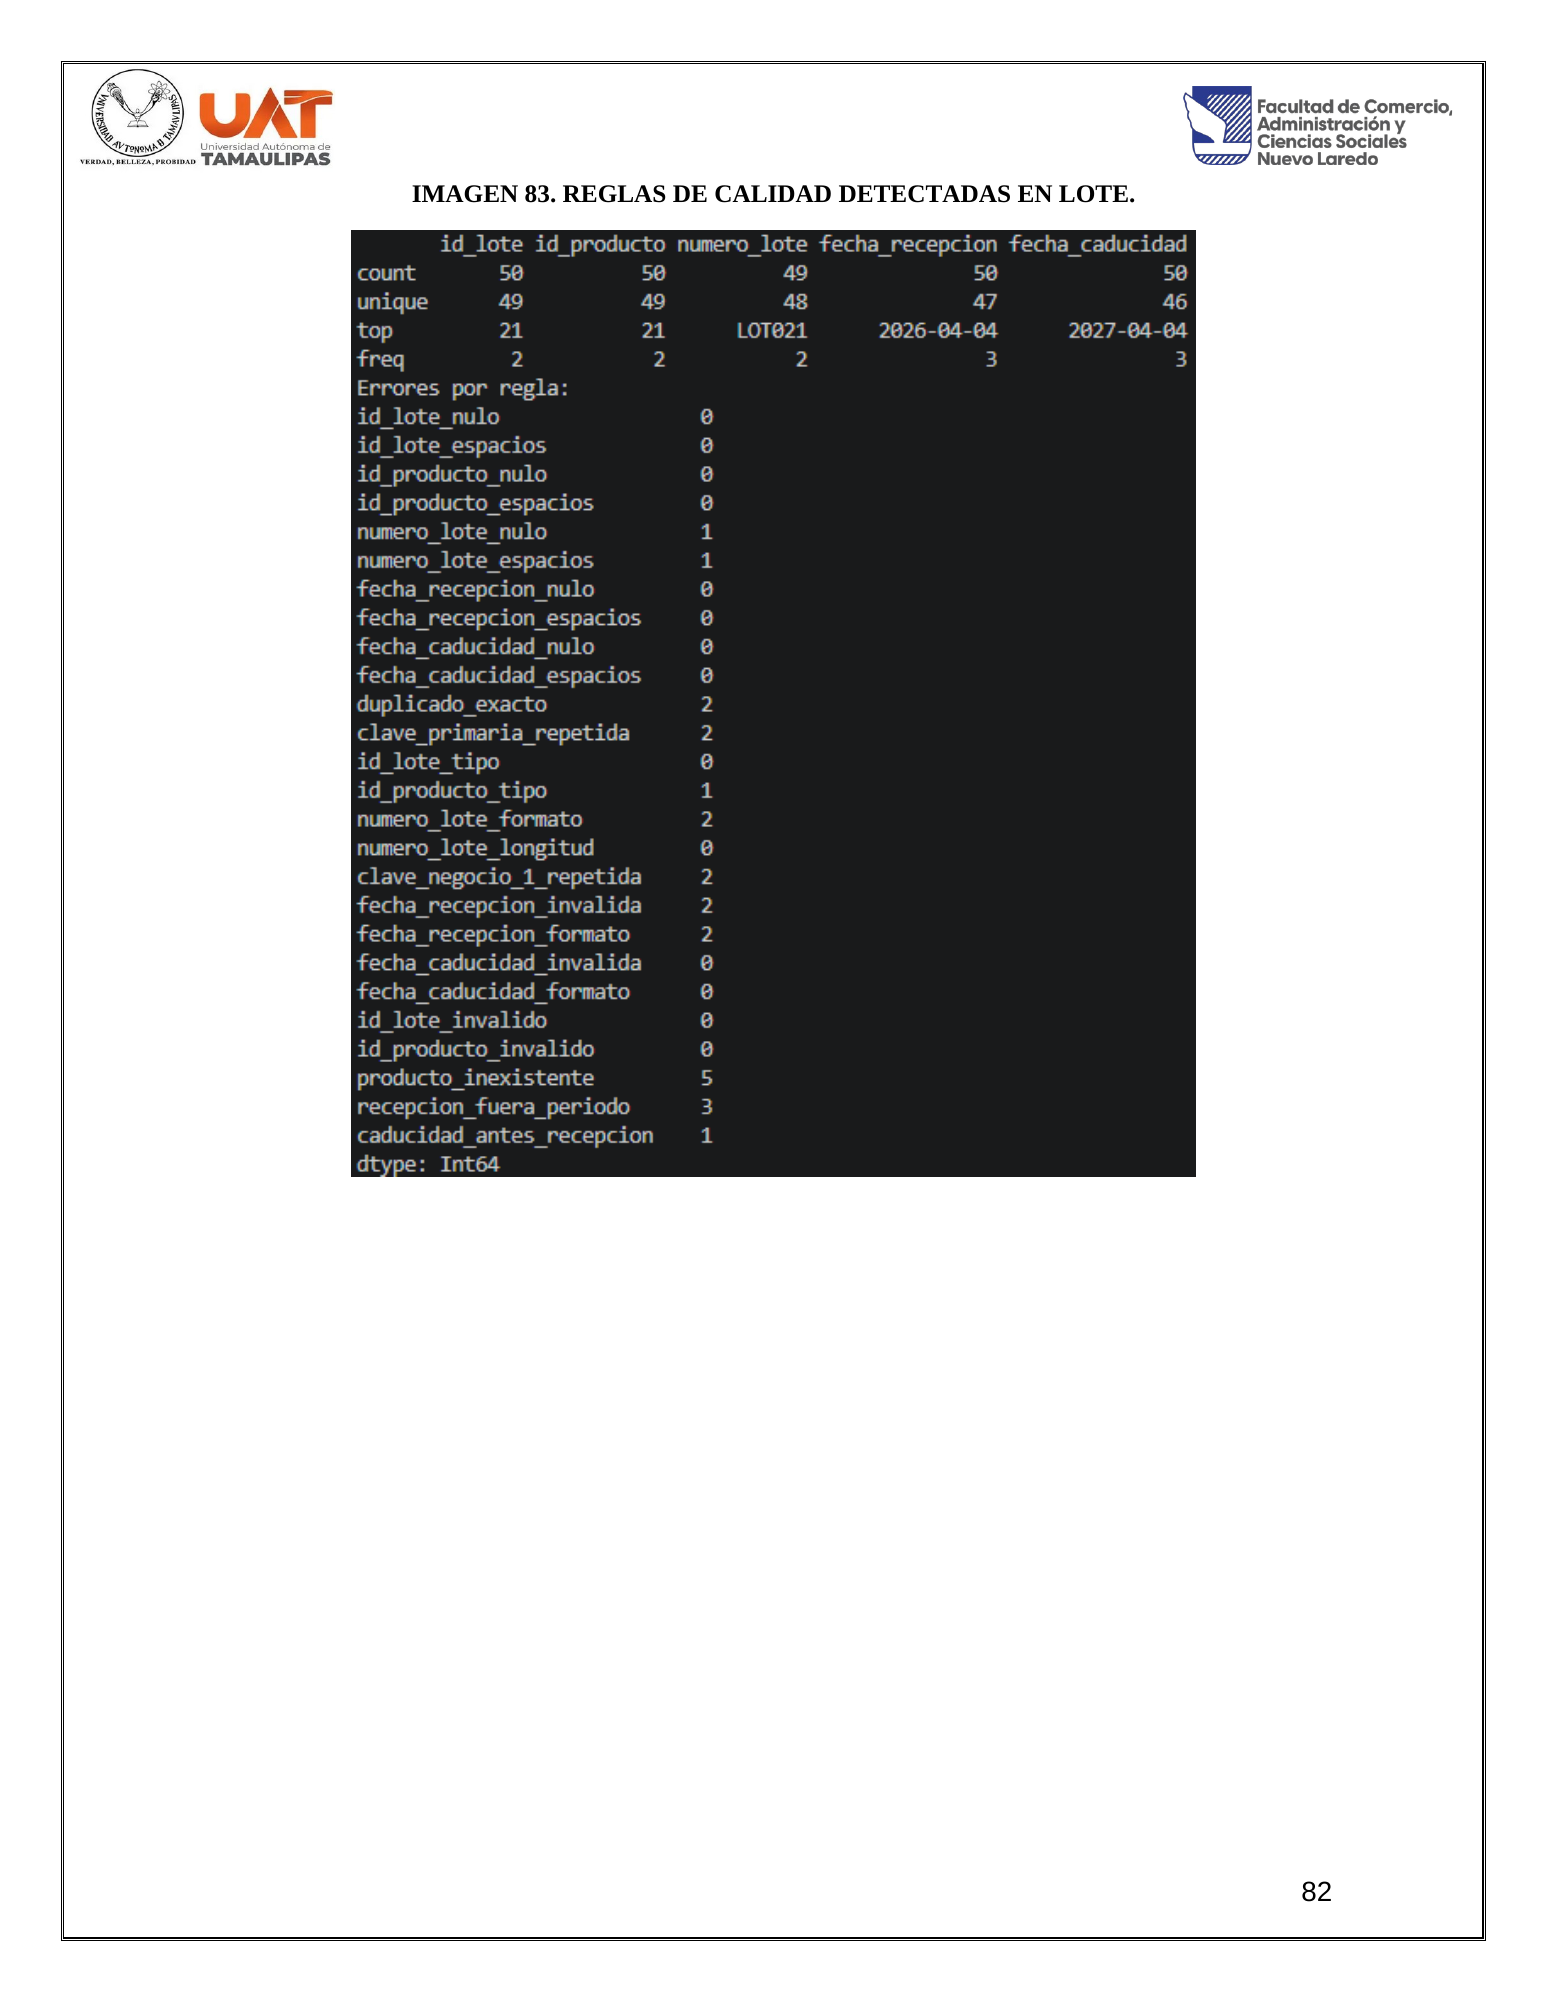 VNIVERSIDAD AVTONOMA D TAMAVLIPAS
VERDAD, BELLEZA, PROBIDAD
UAT
Universidad Autónoma de
TAMAULIPAS
Facultad de Comercio,
Administración y
Ciencias Sociales
Nuevo Laredo
IMAGEN 83. REGLAS DE CALIDAD DETECTADAS EN LOTE.
id_lote id_producto numero_lote fecha_recepcion fecha_caducidad
count 50 50 49 50 50
unique 49 49 48 47 46
top 21 21 LOT021 2026-04-04 2027-04-04
freq 2 2 2 3 3
Errores por regla:
id_lote_nulo 0
id_lote_espacios 0
id_producto_nulo 0
id_producto_espacios 0
numero_lote_nulo 1
numero_lote_espacios 1
fecha_recepcion_nulo 0
fecha_recepcion_espacios 0
fecha_caducidad_nulo 0
fecha_caducidad_espacios 0
duplicado_exacto 2
clave_primaria_repetida 2
id_lote_tipo 0
id_producto_tipo 1
numero_lote_formato 2
numero_lote_longitud 0
clave_negocio_1_repetida 2
fecha_recepcion_invalida 2
fecha_recepcion_formato 2
fecha_caducidad_invalida 0
fecha_caducidad_formato 0
id_lote_invalido 0
id_producto_invalido 0
producto_inexistente 5
recepcion_fuera_periodo 3
caducidad_antes_recepcion 1
dtype: Int64
82